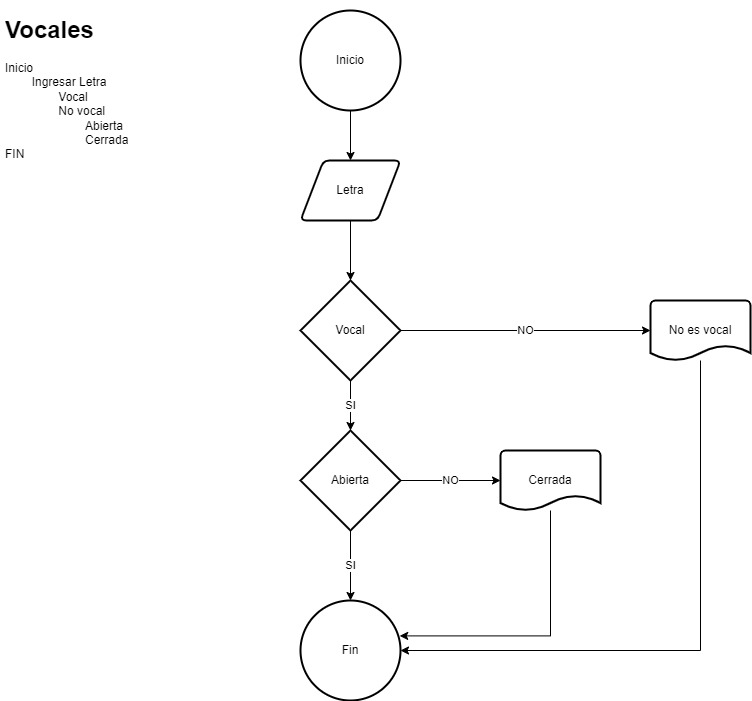 Vocales
Inicio
Ingresar Letra
Vocal
No vocal
Abierta
Cerrada
FIN
Inicio
Letra
Vocal
NO
No es vocal
SI
Abierta
NO
Cerrada
SI
Fin